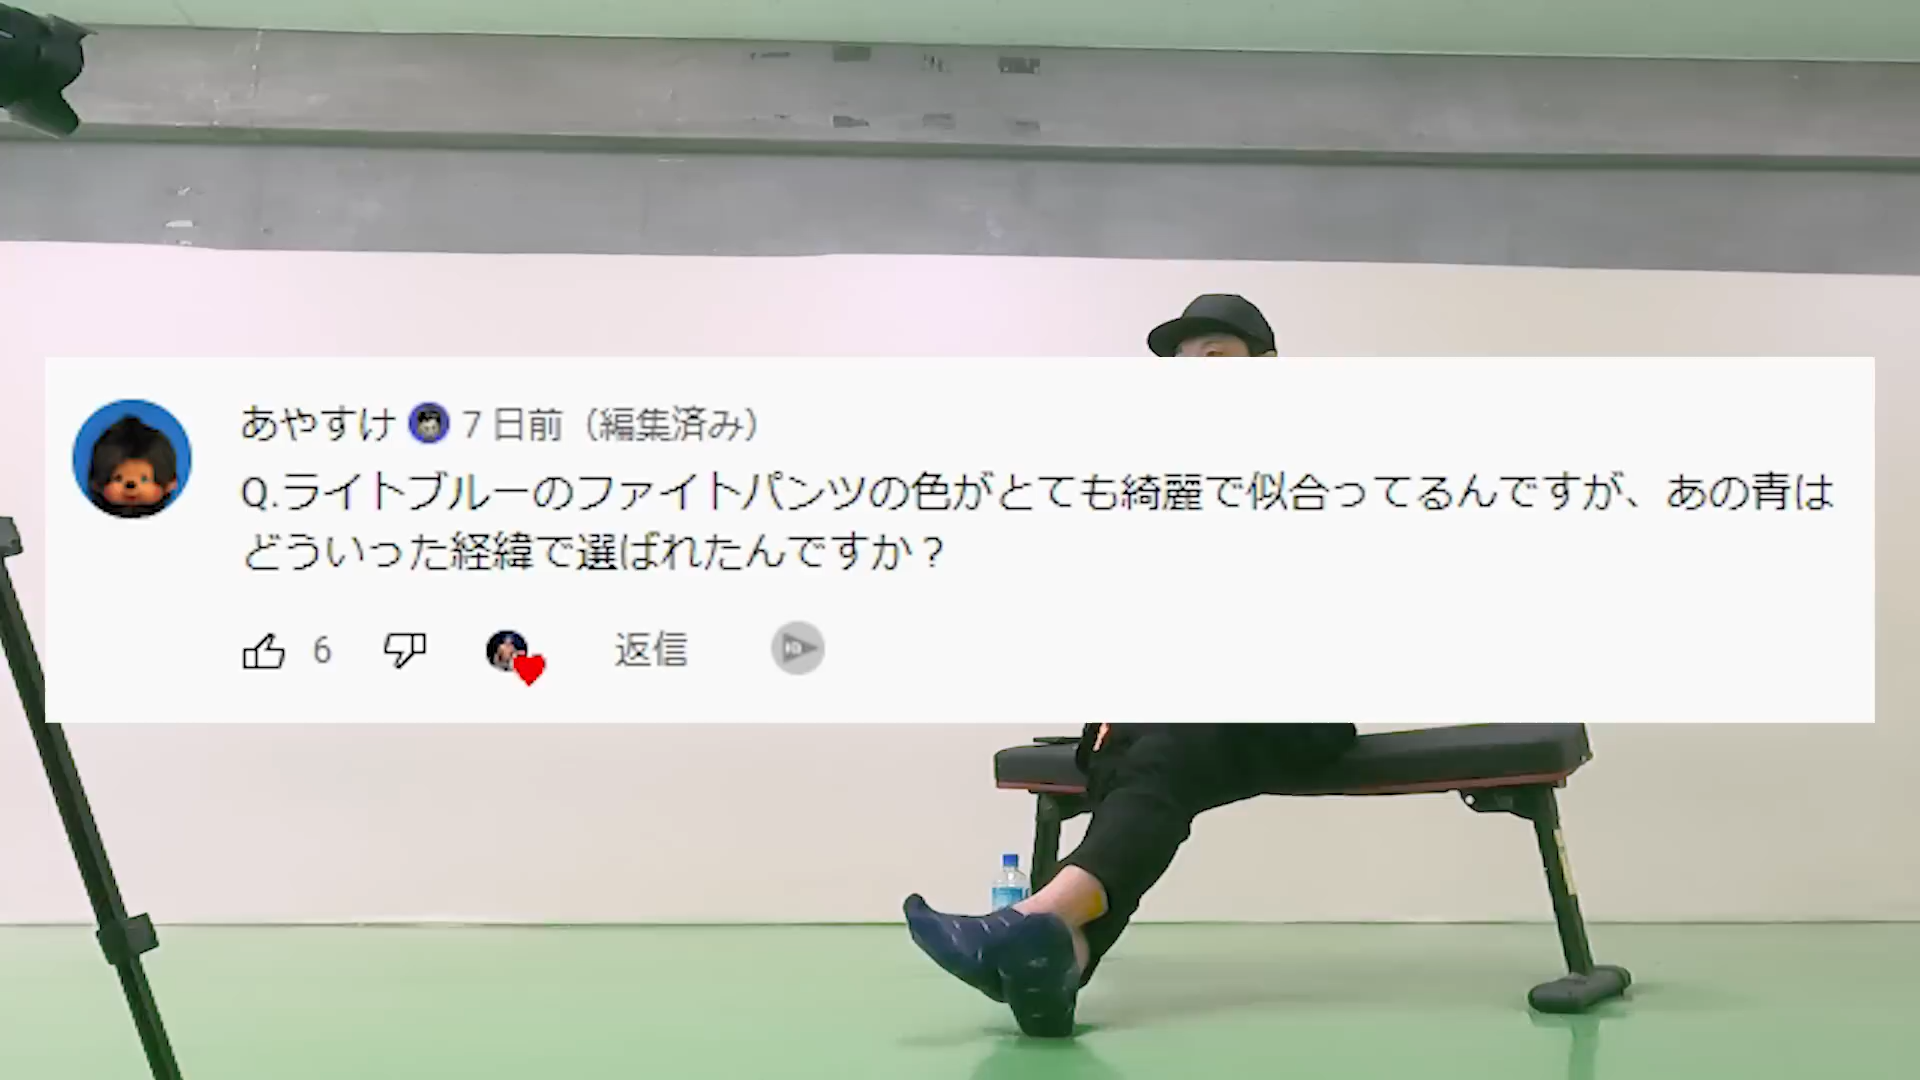 あやすけ 7 日前（編集済み）
Q.ライトブルーのファイトパンツの色がとても綺麗で似合ってるんですが、あの青は
どういった経緯で選ばれたんですか？
6 返信